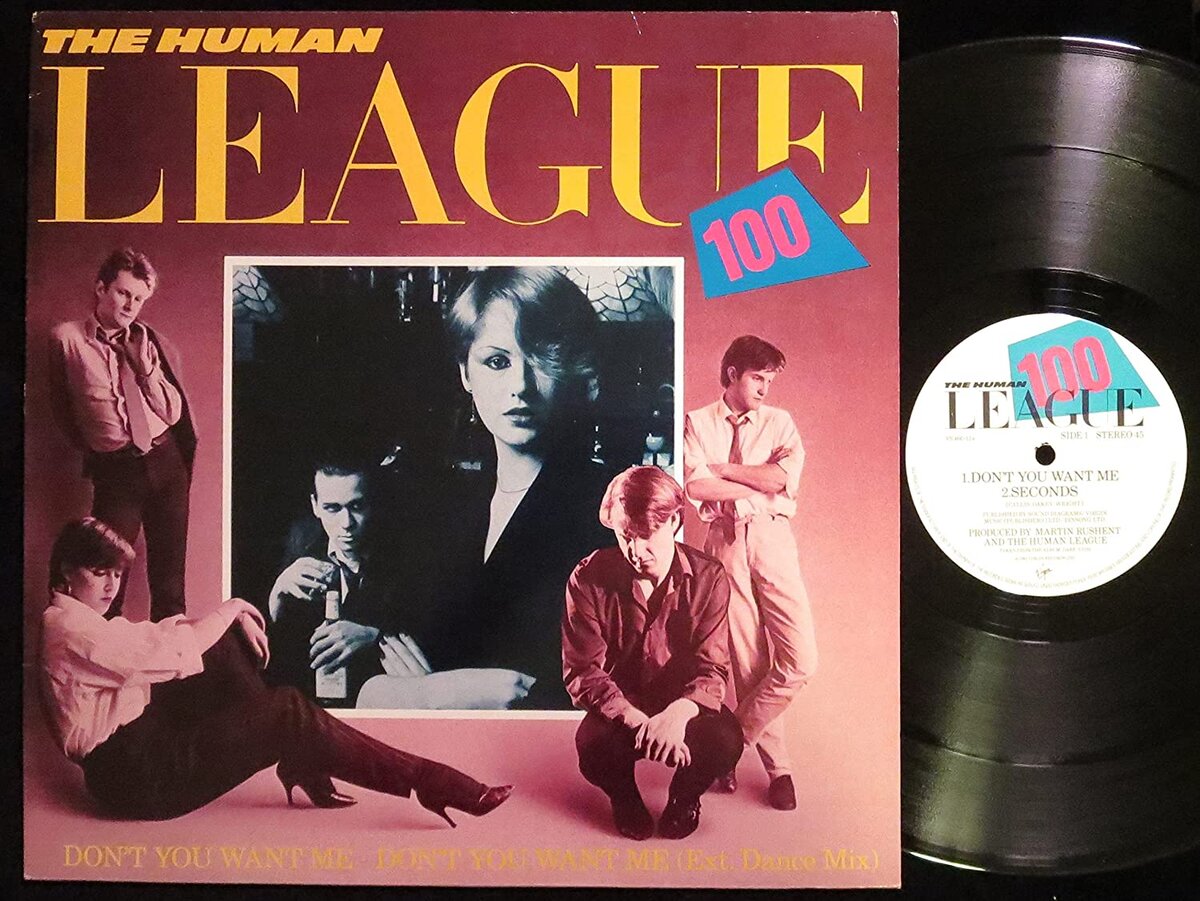 THE HUMAN
LEAGUE
100
DON'T YOU WANT ME - DON'T YOU WANT ME (Ext. Dance Mix)
100
THE HUMAN
LEAGUE
SIDE 1 STEREO 45
1.DON'T YOU WANT ME
2.SECONDS
PRODUCED BY MARTIN RUSHENT
AND THE HUMAN LEAGUE
Virgin